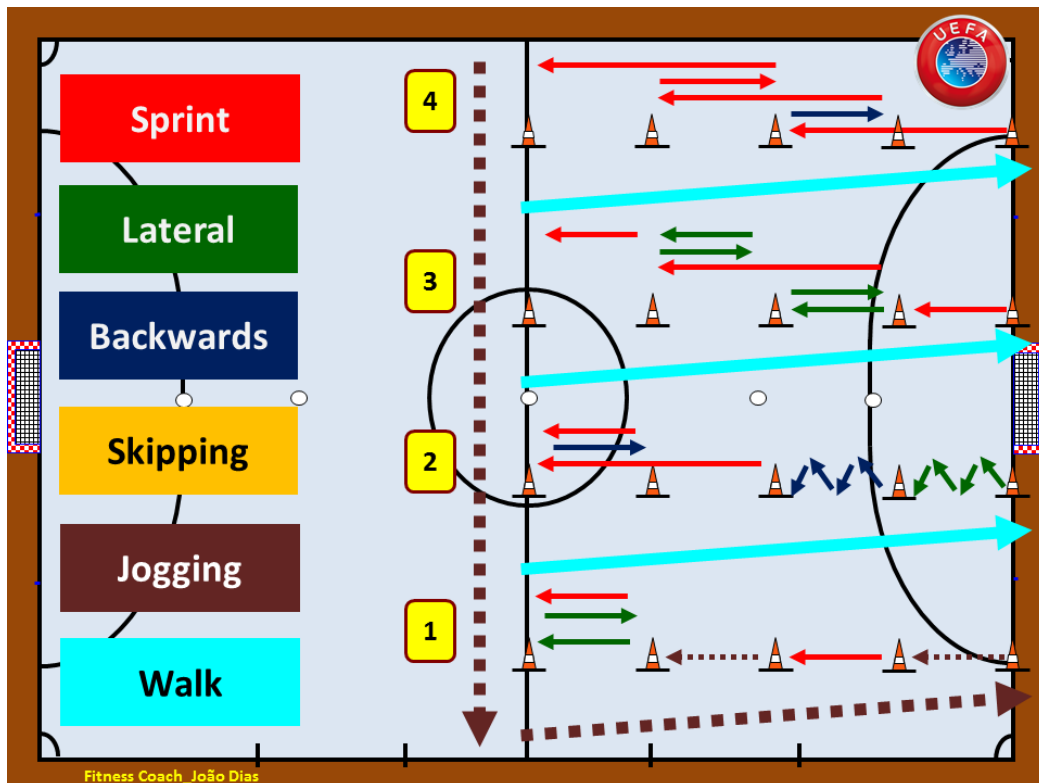 UEFA
Sprint
4
Lateral
3
Backwards
Skipping
2
Jogging
1
Walk
Fitness Coach_João Dias